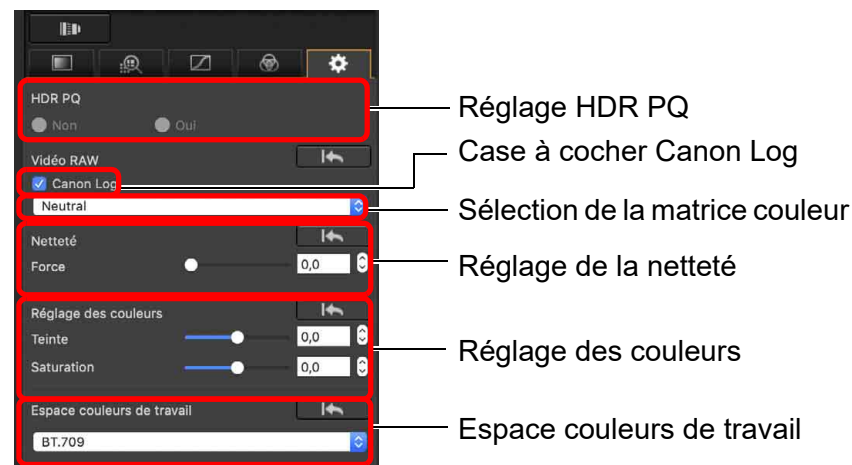 HDR PQ
Non Oui
Réglage HDR PQ
Vidéo RAW
Case à cocher Canon Log
Canon Log
Neutral
Sélection de la matrice couleur
Netteté
Force 0,0
Réglage de la netteté
Réglage des couleurs
Teinte 0,0
Saturation 0,0
Réglage des couleurs
Espace couleurs de travail
BT.709
Espace couleurs de travail